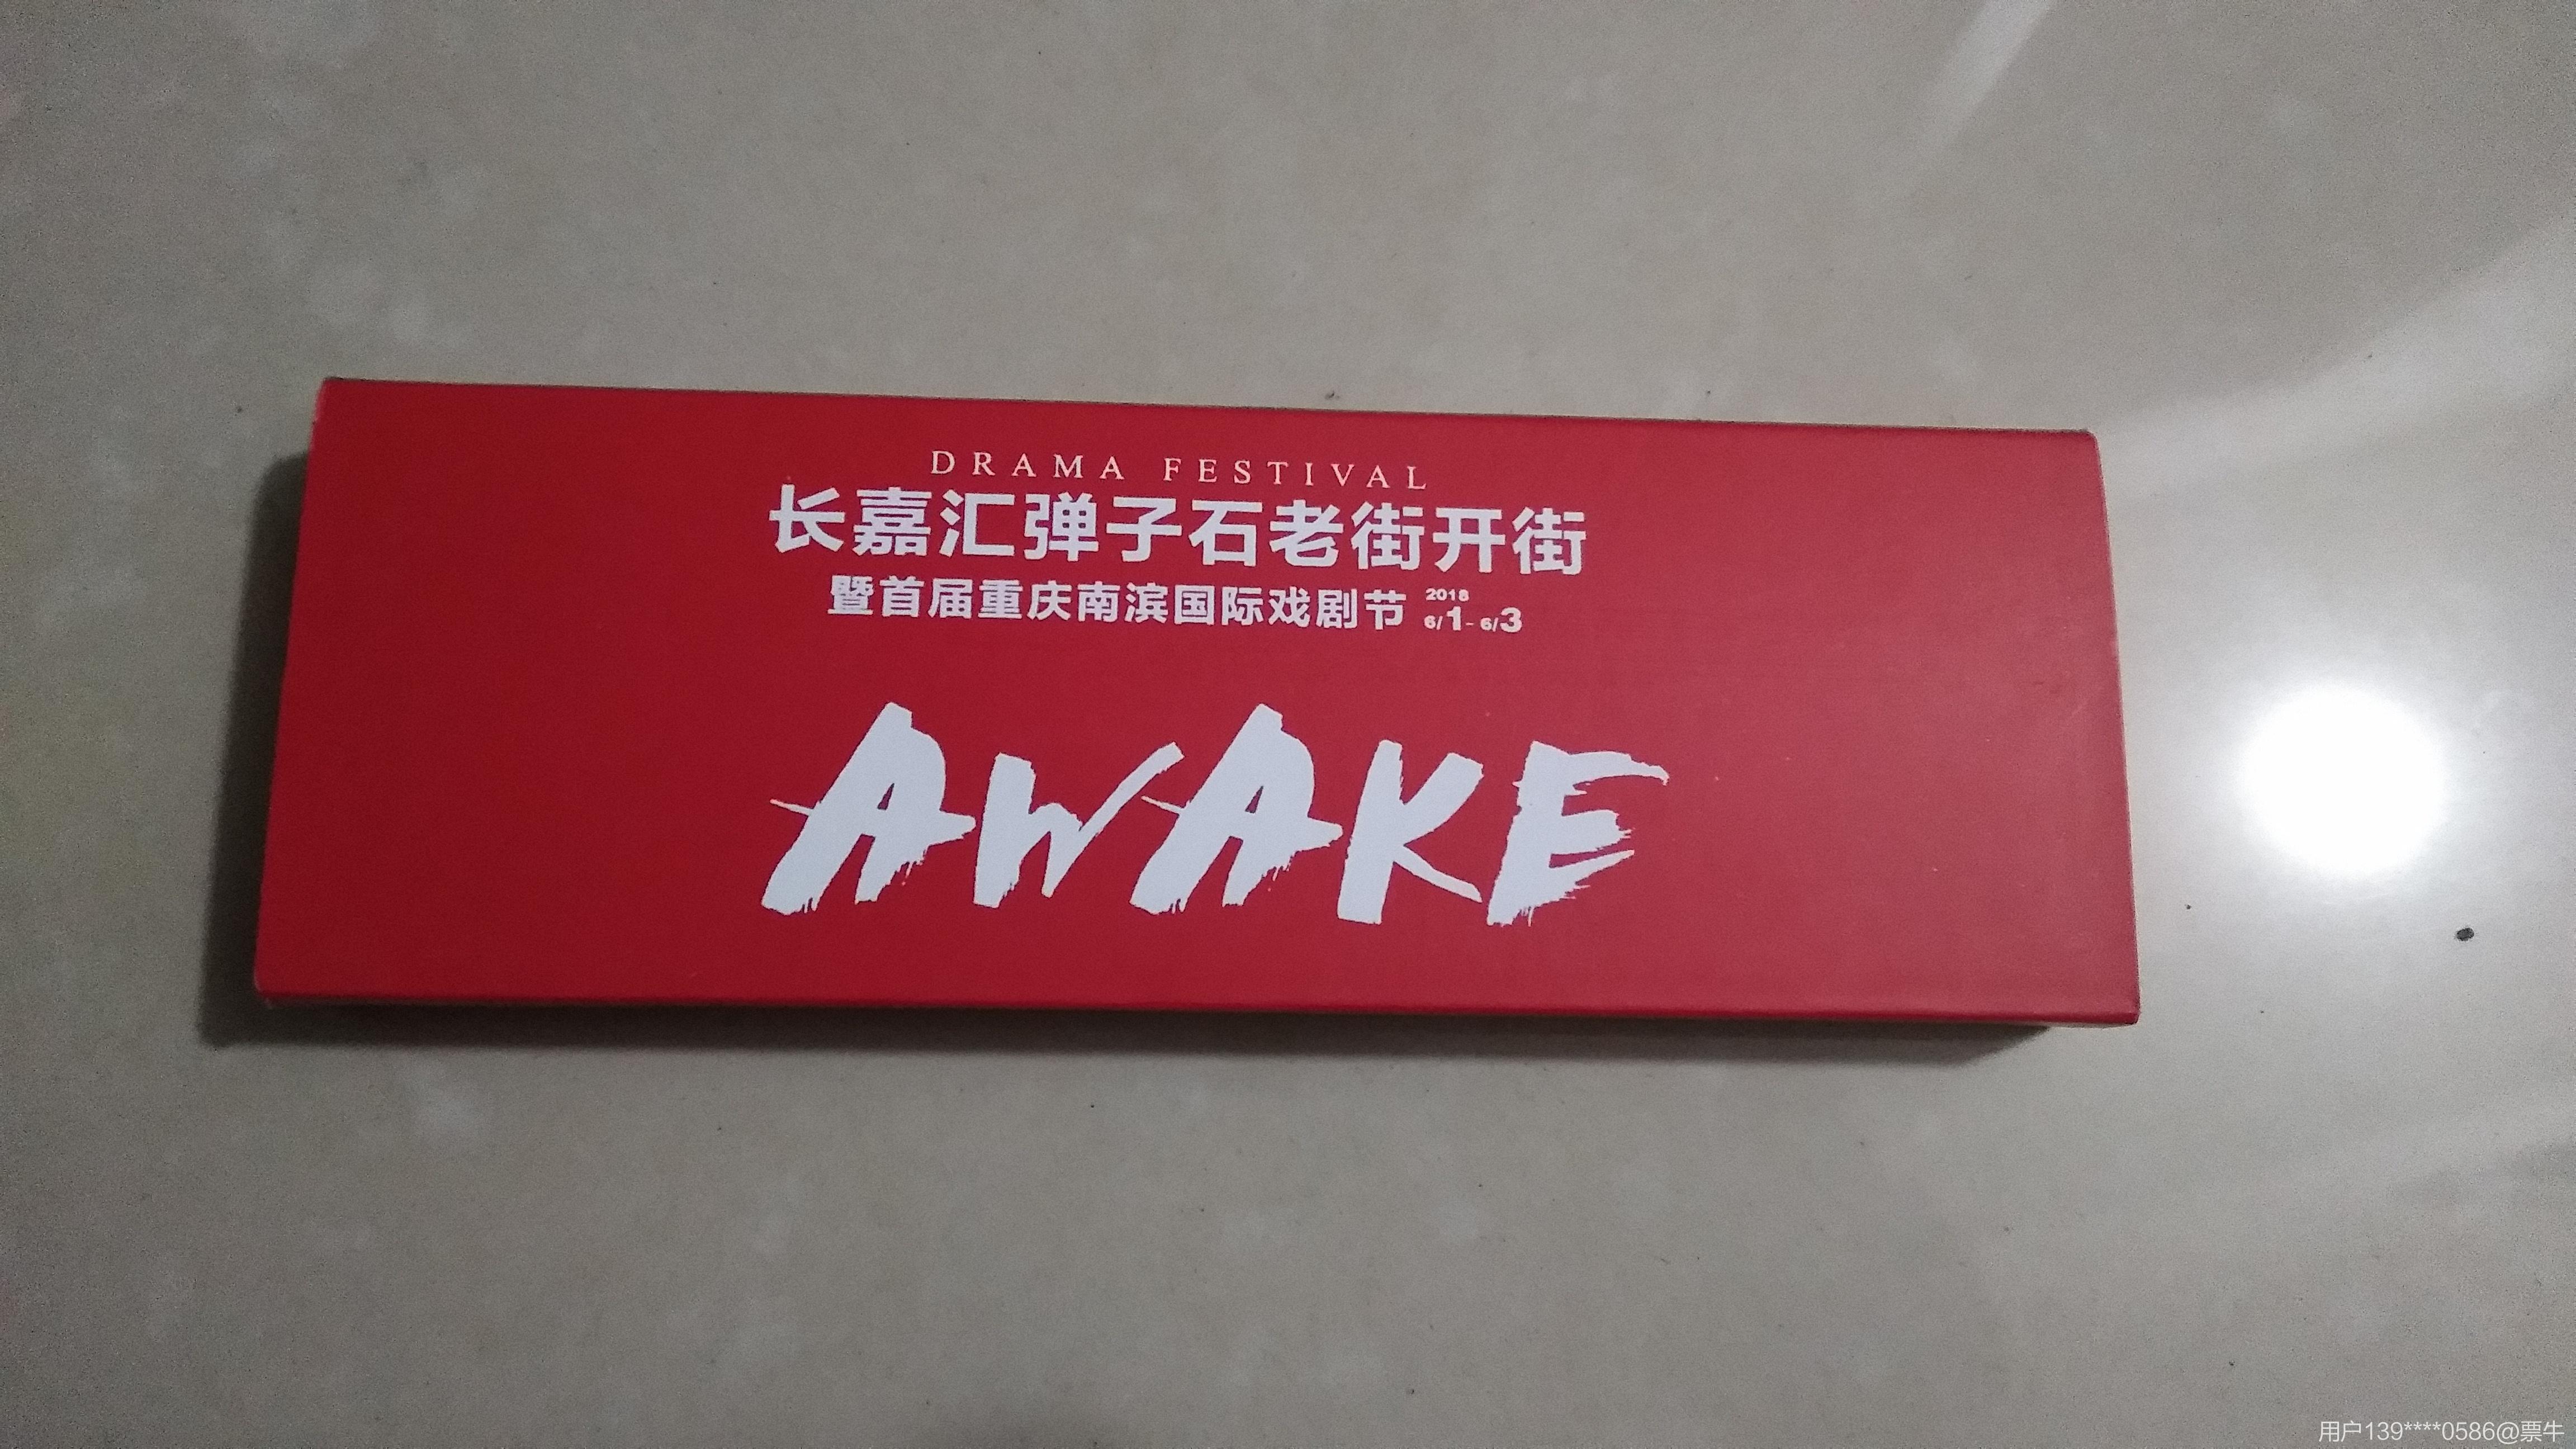 DRAMA FESTIVAL
长嘉汇弹子石老街开街
暨首届重庆南滨国际戏剧节 2018 6/1-6/3
AWAKE
用户139****0586@票牛